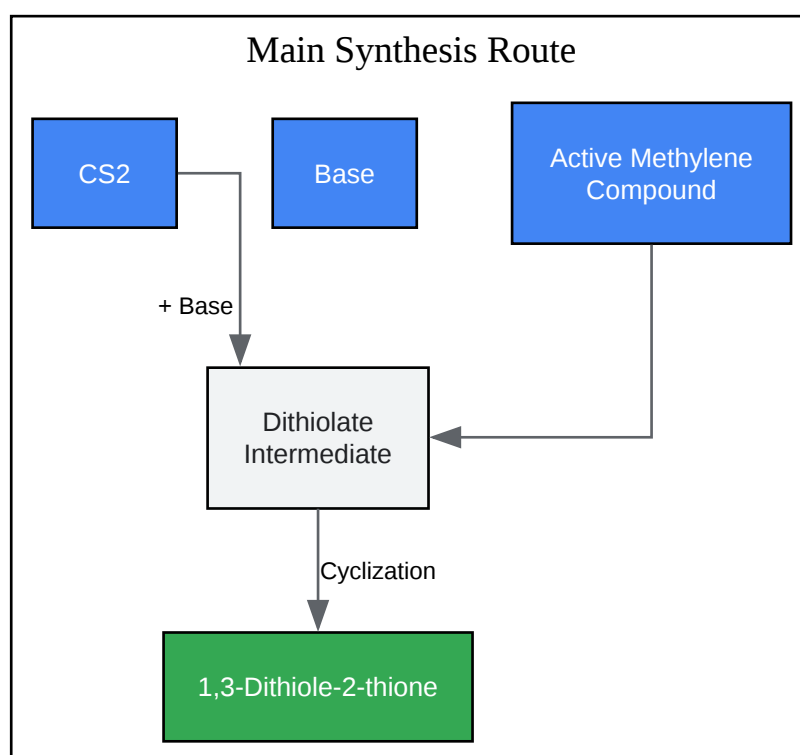 Main Synthesis Route
CS2
Base
Active Methylene
Compound
+ Base
Dithiolate
Intermediate
Cyclization
1,3-Dithiole-2-thione